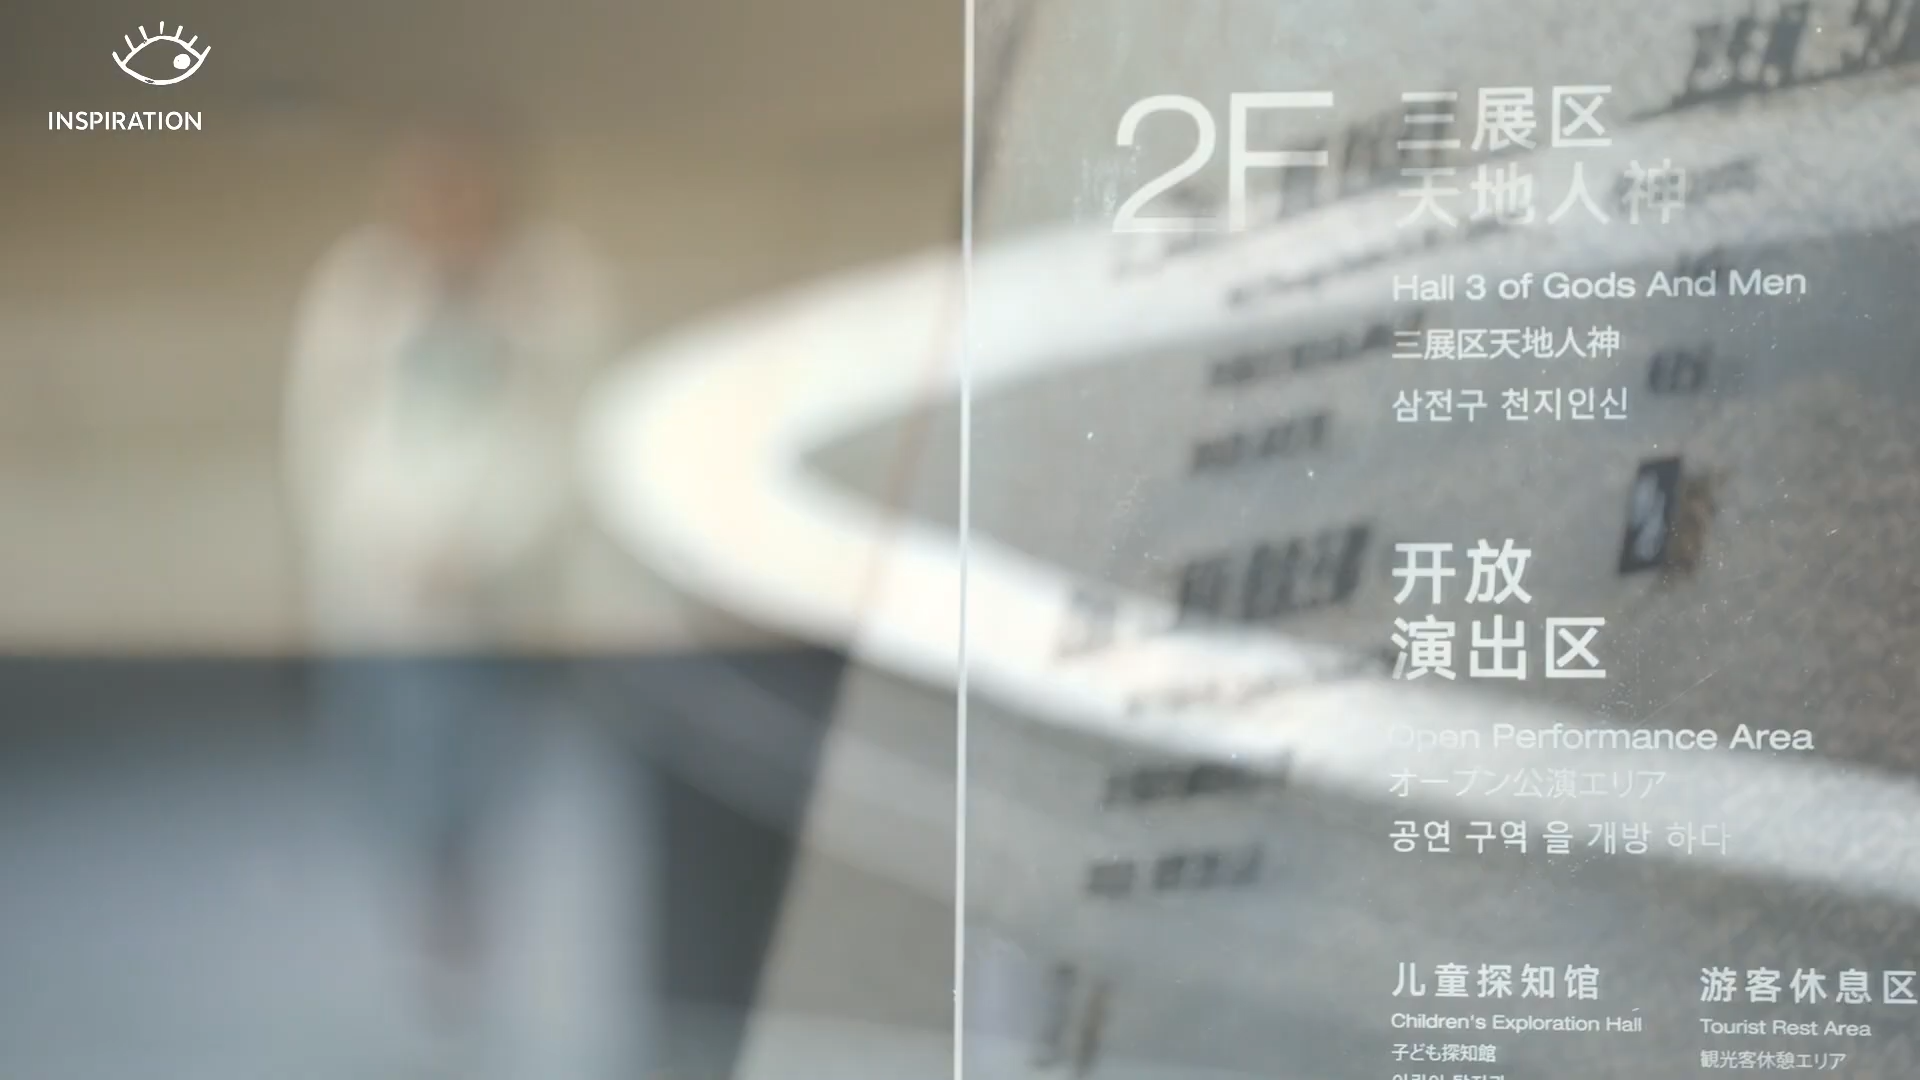 INSPIRATION
2F
三展区
天地人神
Hall 3 of Gods And Men
三展区天地人神
삼전구 천지인신
开放
演出区
Open Performance Area
オープン公演エリア
공연 구역 을 개방 하다
儿童探知馆
Children's Exploration Hall
子ども探知館
游客休息区
Tourist Rest Area
観光客休憩エリア